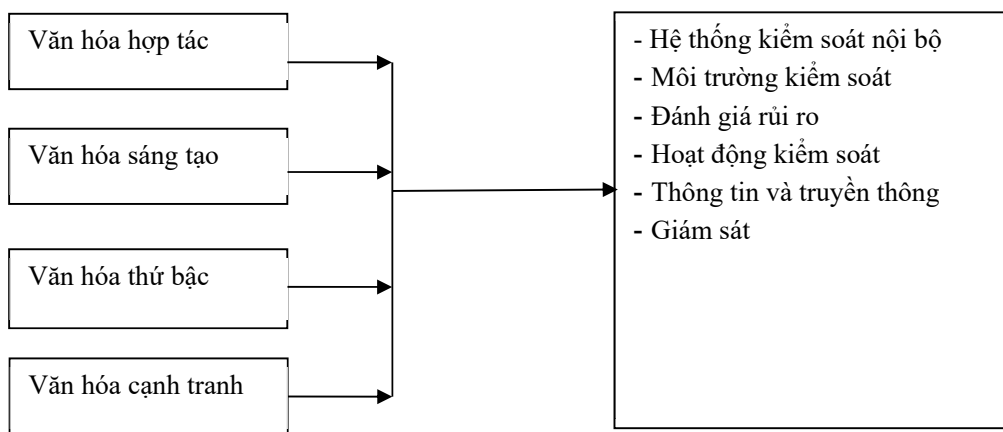 Văn hóa hợp tác
Văn hóa sáng tạo
Văn hóa thứ bậc
Văn hóa cạnh tranh
- Hệ thống kiểm soát nội bộ
- Môi trường kiểm soát
- Đánh giá rủi ro
- Hoạt động kiểm soát
- Thông tin và truyền thông
- Giám sát